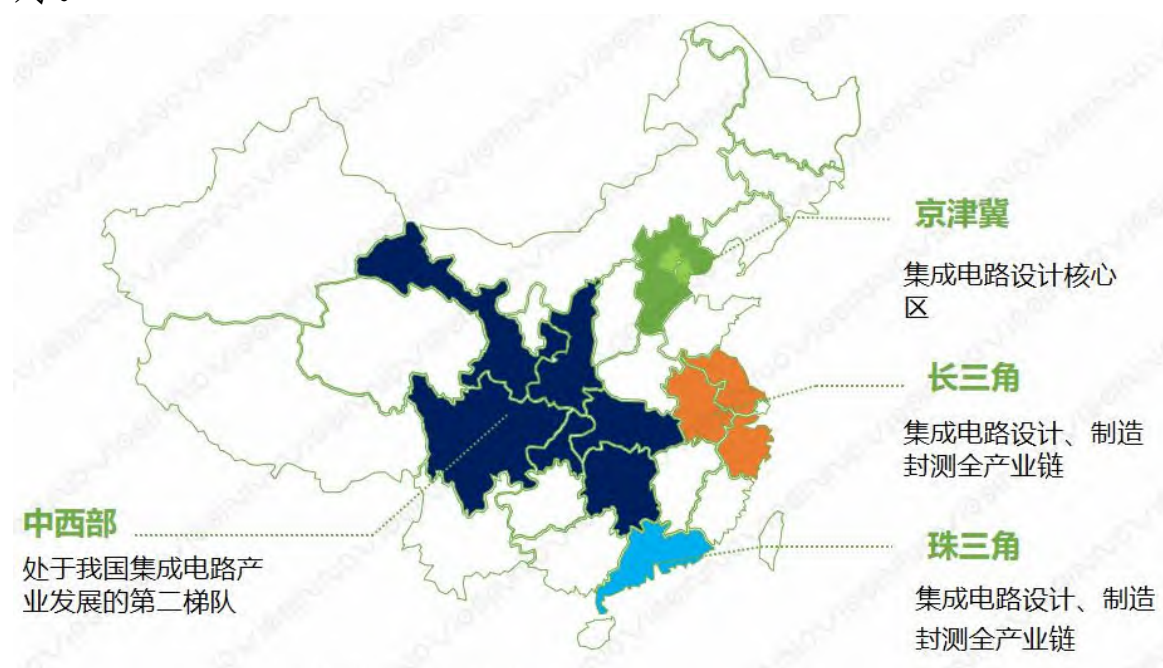 京津冀
集成电路设计核心
区
长三角
集成电路设计、制造
封测全产业链
中西部
处于我国集成电路产
业发展的第二梯队
珠三角
集成电路设计、制造
封测全产业链